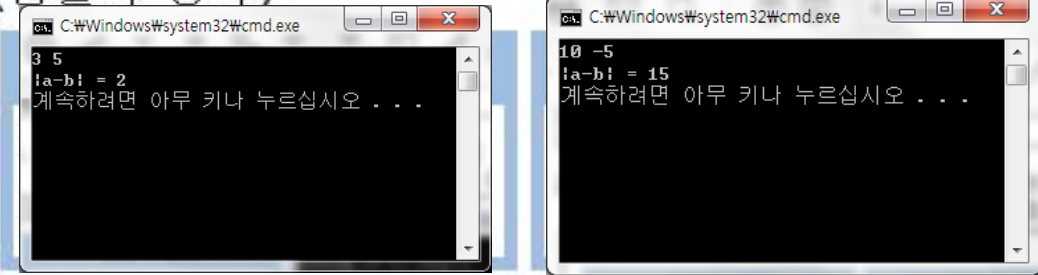 C:₩Windows₩system32₩cmd.exe
3 5
|a-b| = 2
계속하려면 아무 키나 누르십시오 . . .
C:₩Windows₩system32₩cmd.exe
10 -5
|a-b| = 15
계속하려면 아무 키나 누르십시오 . . .